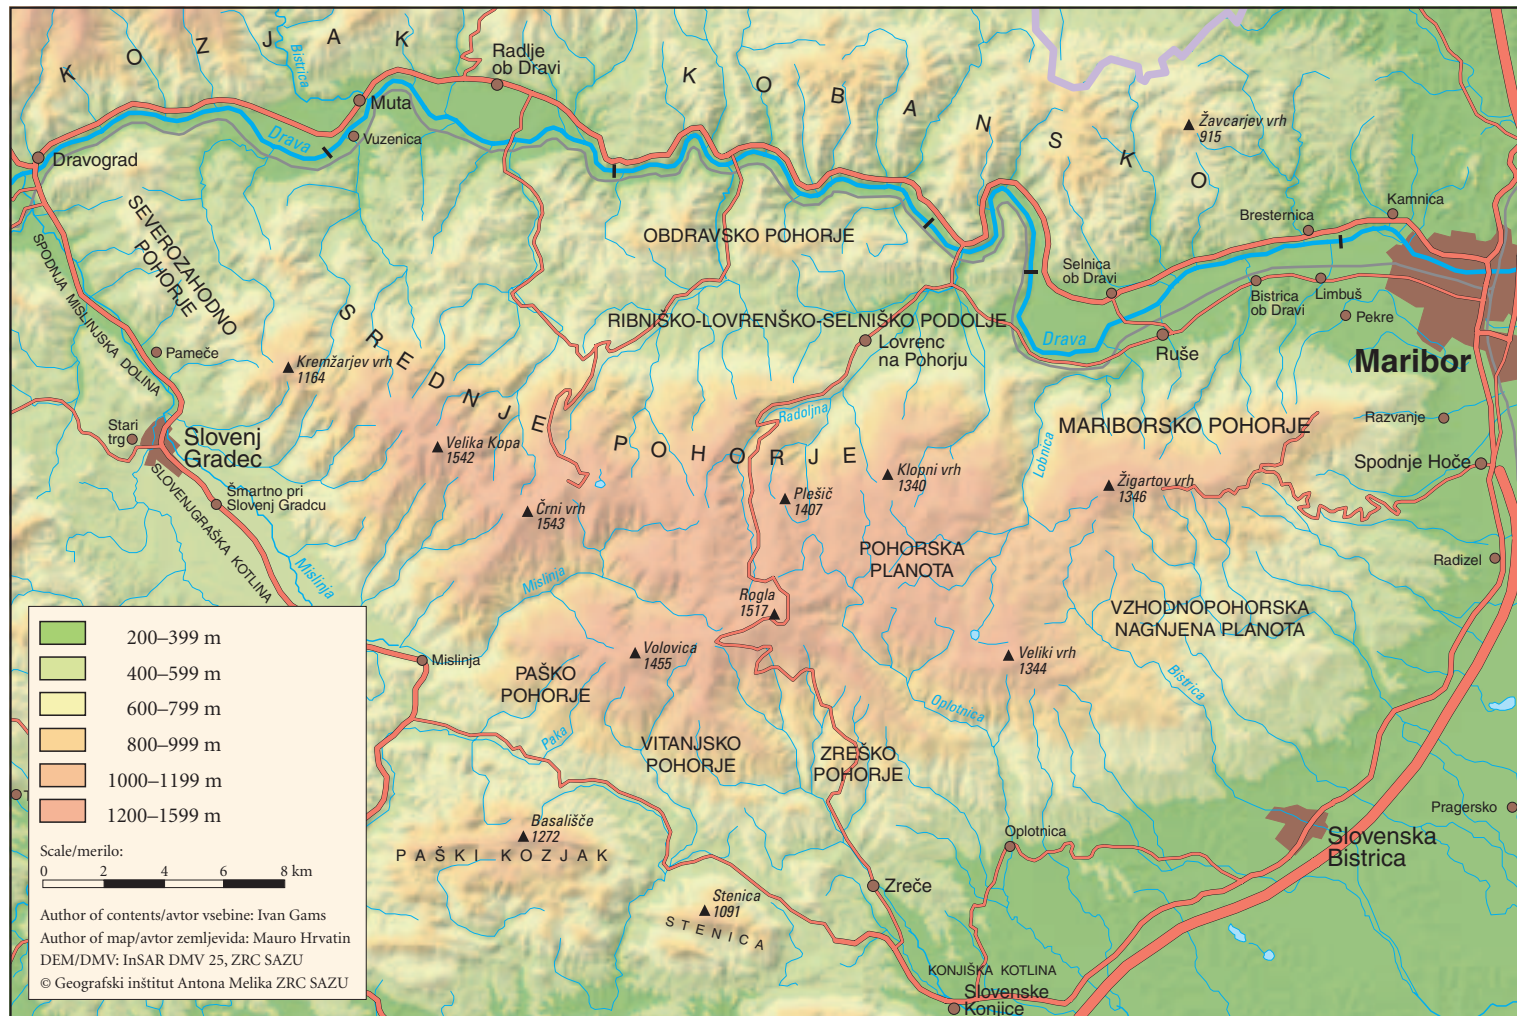 KOZJAK
Bistrica
Radlje
ob Dravi
KOBANSKO
Muta
Vuzenica
Drava
Dravograd
Žavcarjev vrh
915
Kamnica
Bresternica
SEVEROZAHODNO
POHORJE
OBDRAVSKO POHORJE
SPODNJA MISLINJSKA DOLINA
Selnica
ob Dravi
Bistrica
ob Dravi
Limbuš
Pekre
RIBNIŠKO-LOVRENŠKO-SELNIŠKO PODOLJE
Lovrenc
na Pohorju
Drava
Ruše
Maribor
Pameče
Kremžarjev vrh
1164
SREDNJE POHORJE
Radoljna
MARIBORSKO POHORJE
Razvanje
Stari
trg
Slovenj
Gradec
Velika Kopa
1542
Lobnica
Spodnje Hoče
Klopni vrh
1340
Žigartov vrh
1346
Plešič
1407
Šmartno pri
Slovenj Gradcu
SLOVENJGRAŠKA KOTLINA
Črni vrh
1543
POHORSKA
PLANOTA
Radizel
Mislinja
Mislinja
Rogla
1517
VZHODNOPOHORSKA
NAGNJENA PLANOTA
Mislinja
Volovica
1455
Veliki vrh
1344
PAŠKO
POHORJE
Bistrica
Oplotnica
Paka
VITANJSKO
POHORJE
ZREŠKO
POHORJE
Pragersko
Basališče
1272
PAŠKI KOZJAK
Oplotnica
Slovenska
Bistrica
Zreče
Stenica
1091
STENICA
KONJIŠKA KOTLINA
Slovenske
Konjice
200–399 m
400–599 m
600–799 m
800–999 m
1000–1199 m
1200–1599 m
Scale/merilo:
0 2 4 6 8 km
Author of contents/avtor vsebine: Ivan Gams
Author of map/avtor zemljevida: Mauro Hrvatin
DEM/DMV: InSAR DMV 25, ZRC SAZU
© Geografski inštitut Antona Melika ZRC SAZU